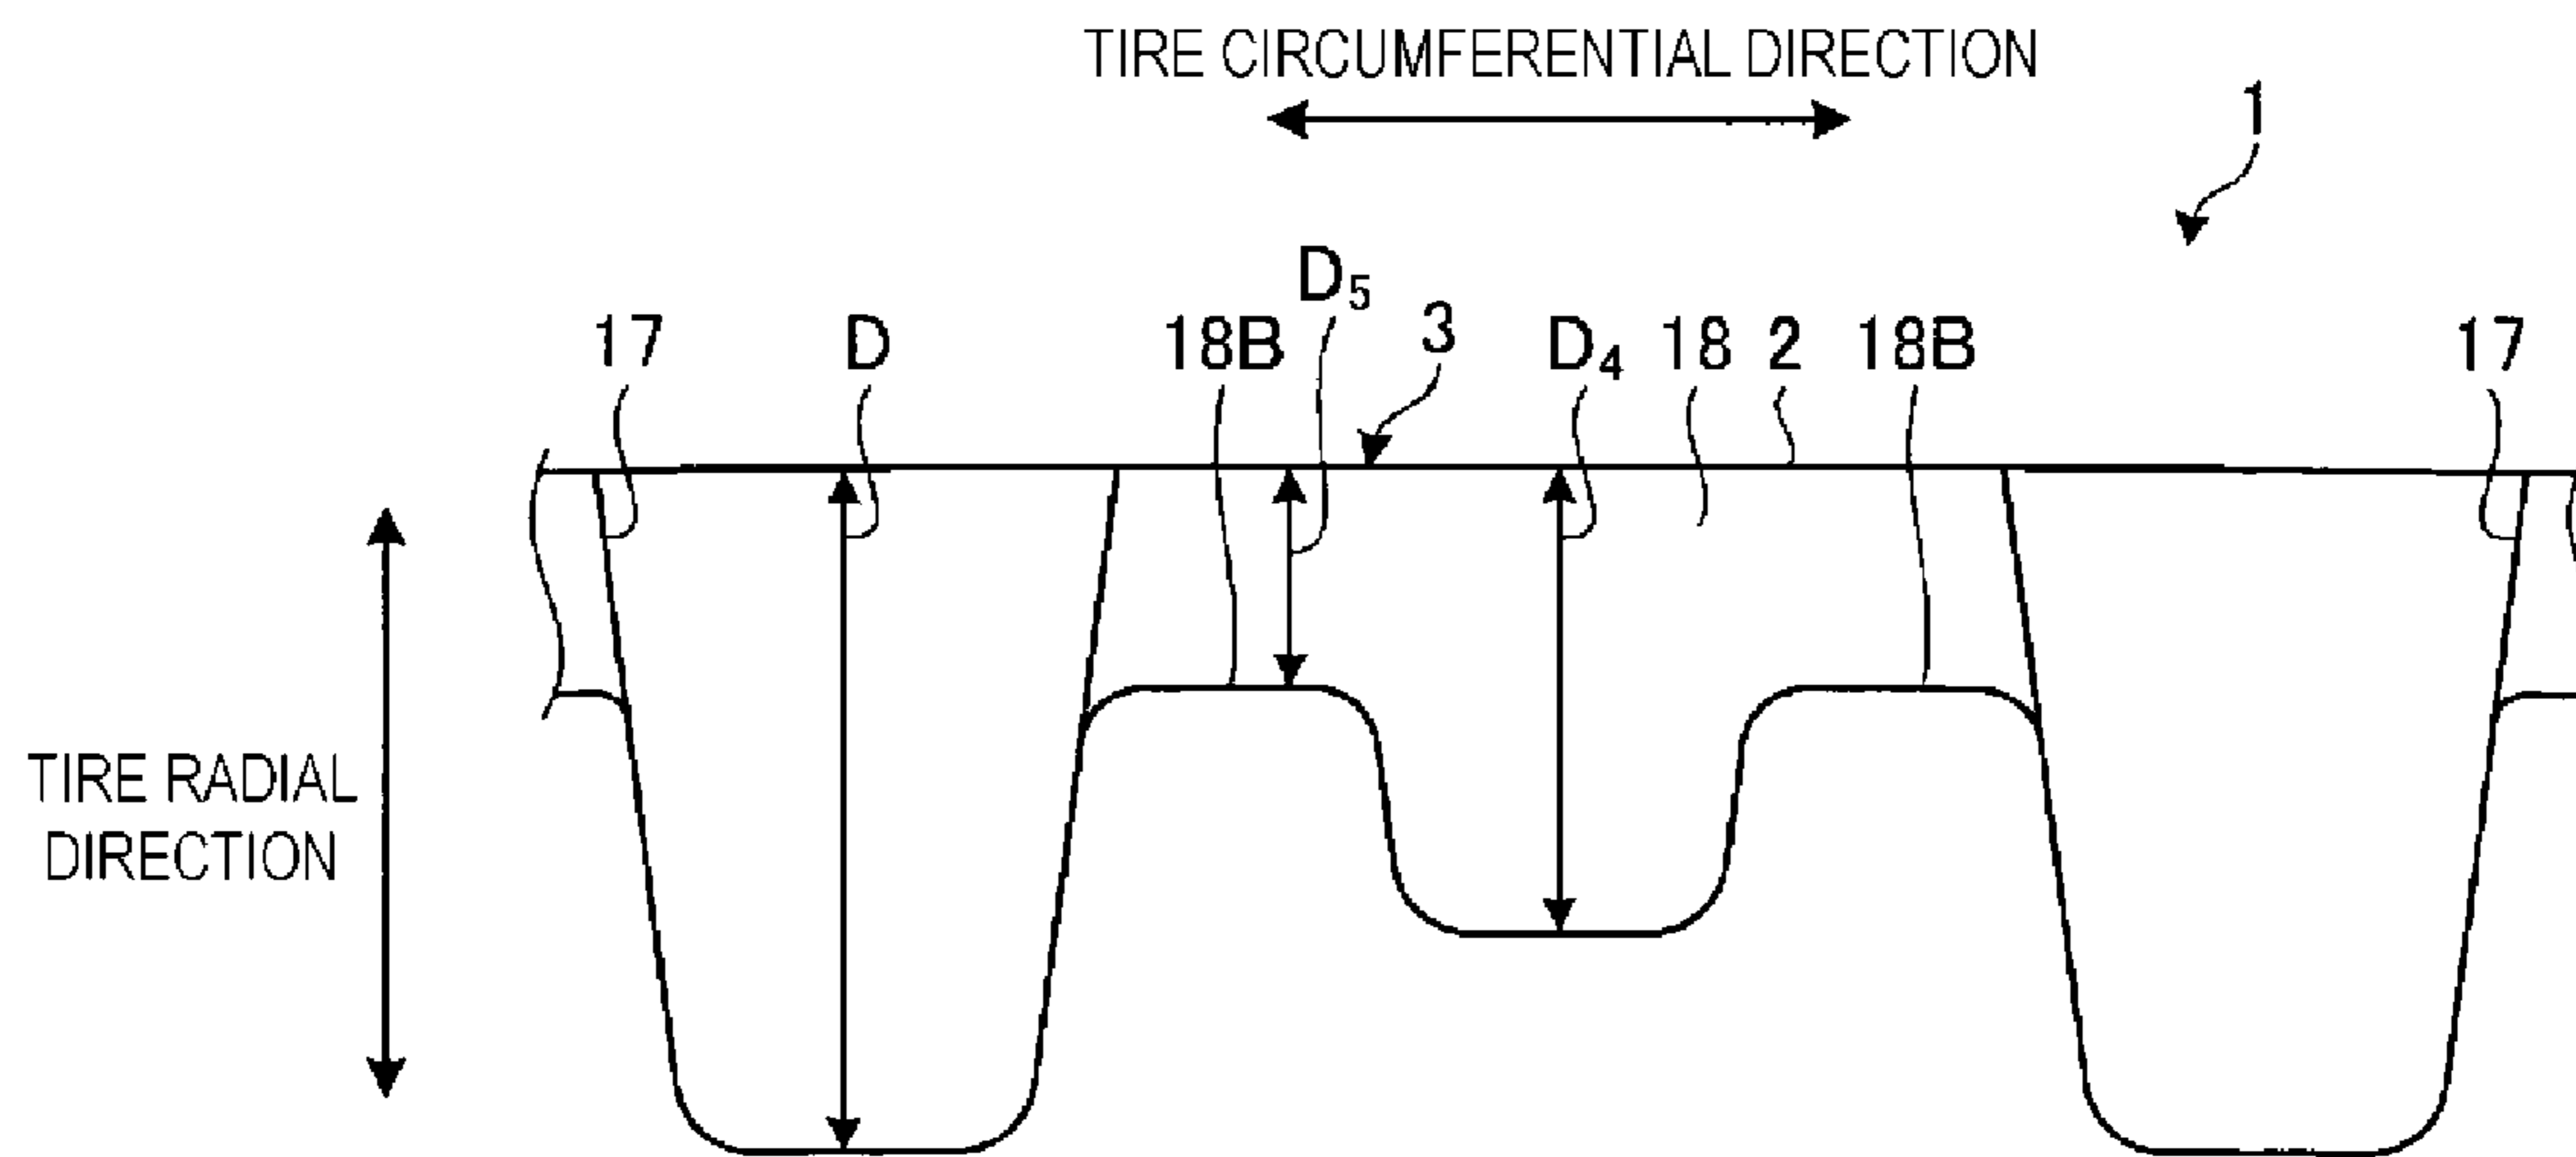 TIRE CIRCUMFERENTIAL DIRECTION
1
D₅
17 D 18B 3 D₄ 18 2 18B 17
TIRE RADIAL
DIRECTION